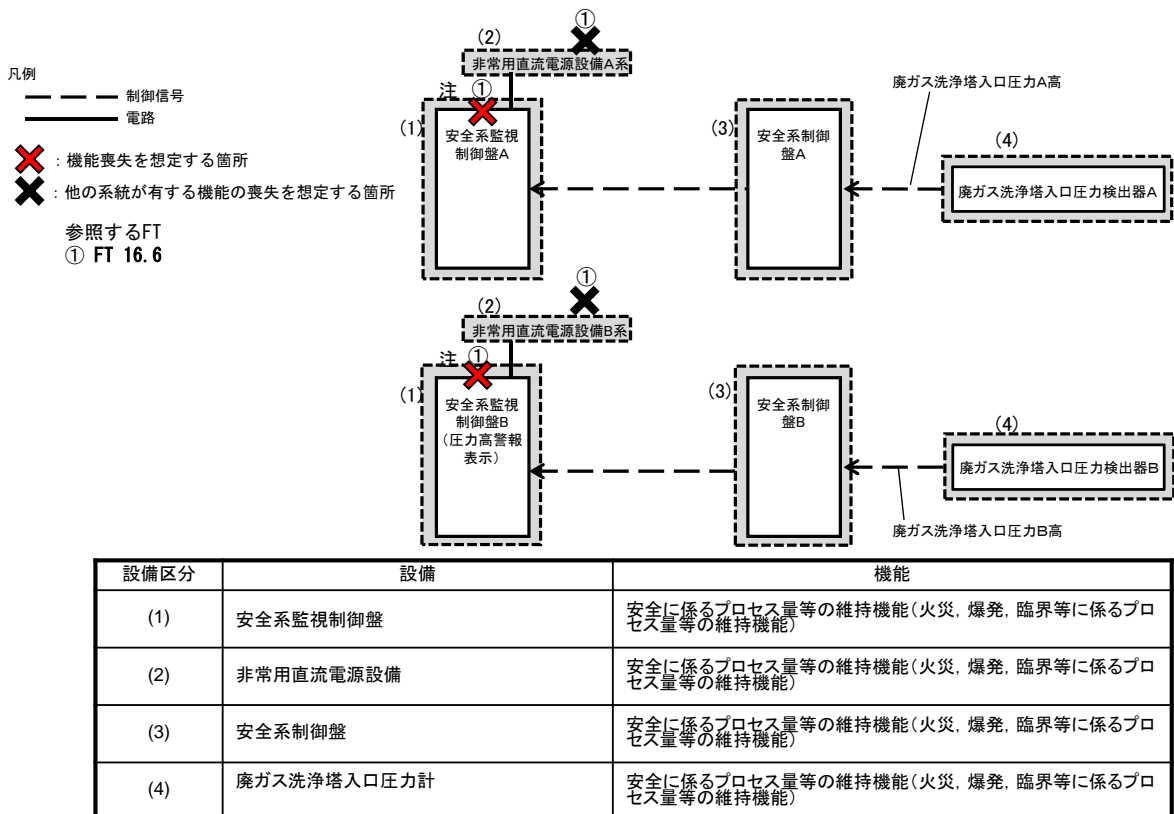 凡例
制御信号
電路
：機能喪失を想定する箇所
：他の系統が有する機能の喪失を想定する箇所
参照するFT
① FT 16.6
①
(2)
非常用直流電源設備A系
注 ①
(1)
安全系監視
制御盤A
(3)
安全系制御
盤A
廃ガス洗浄塔入口圧力A高
(4)
廃ガス洗浄塔入口圧力検出器A
①
(2)
非常用直流電源設備B系
注 ①
(1)
安全系監視
制御盤B
(圧力高警報
表示)
(3)
安全系制御
盤B
(4)
廃ガス洗浄塔入口圧力検出器B
廃ガス洗浄塔入口圧力B高
設備区分 設備 機能
(1) 安全系監視制御盤 安全に係るプロセス量等の維持機能(火災，爆発，臨界等に係るプロ
セス量等の維持機能)
(2) 非常用直流電源設備 安全に係るプロセス量等の維持機能(火災，爆発，臨界等に係るプロ
セス量等の維持機能)
(3) 安全系制御盤 安全に係るプロセス量等の維持機能(火災，爆発，臨界等に係るプロ
セス量等の維持機能)
(4) 廃ガス洗浄塔入口圧力計 安全に係るプロセス量等の維持機能(火災，爆発，臨界等に係るプロ
セス量等の維持機能)